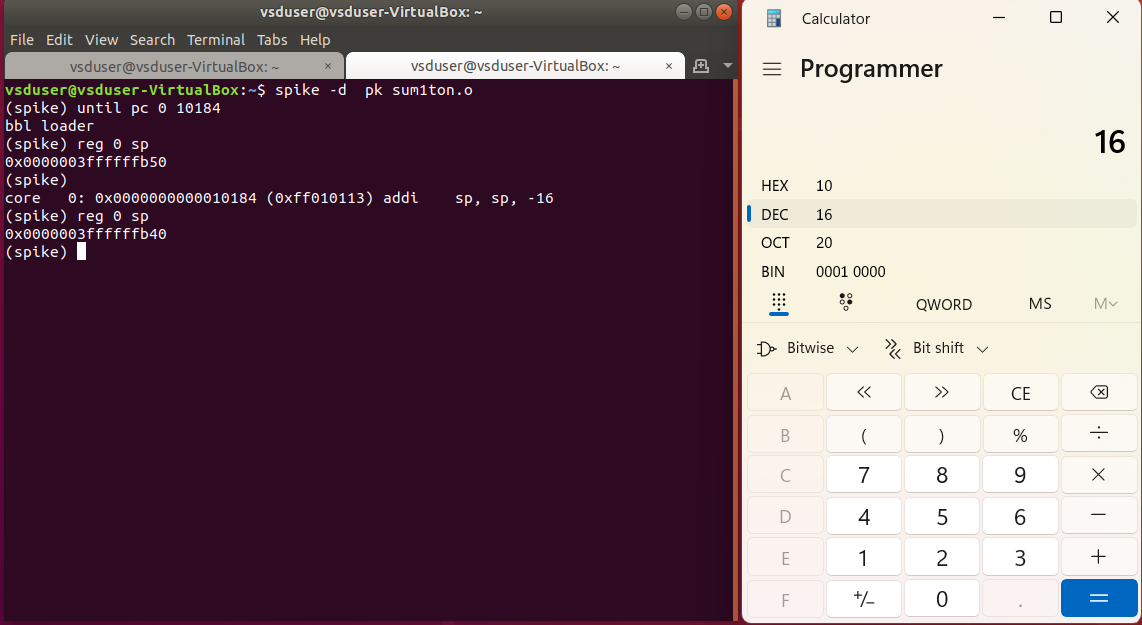 vsduser@vsduser-VirtualBox: ~
File Edit View Search Terminal Tabs Help
vsduser@vsduser-VirtualBox: ~ × vsduser@vsduser-VirtualBox: ~ ×
vsduser@vsduser-VirtualBox:~$ spike -d  pk sum1ton.o
(spike) until pc 0 10184
bbl loader
(spike) reg 0 sp
0x0000003ffffffb50
(spike)
core   0: 0x0000000000010184 (0xff010113) addi    sp, sp, -16
(spike) reg 0 sp
0x0000003ffffffb40
(spike)
Calculator
Programmer
16
HEX 10
DEC 16
OCT 20
BIN 0001 0000
QWORD MS M
Bitwise Bit shift
A << >> CE
B ( ) % ÷
C 7 8 9 ×
D 4 5 6 −
E 1 2 3 +
F +/− 0 . =